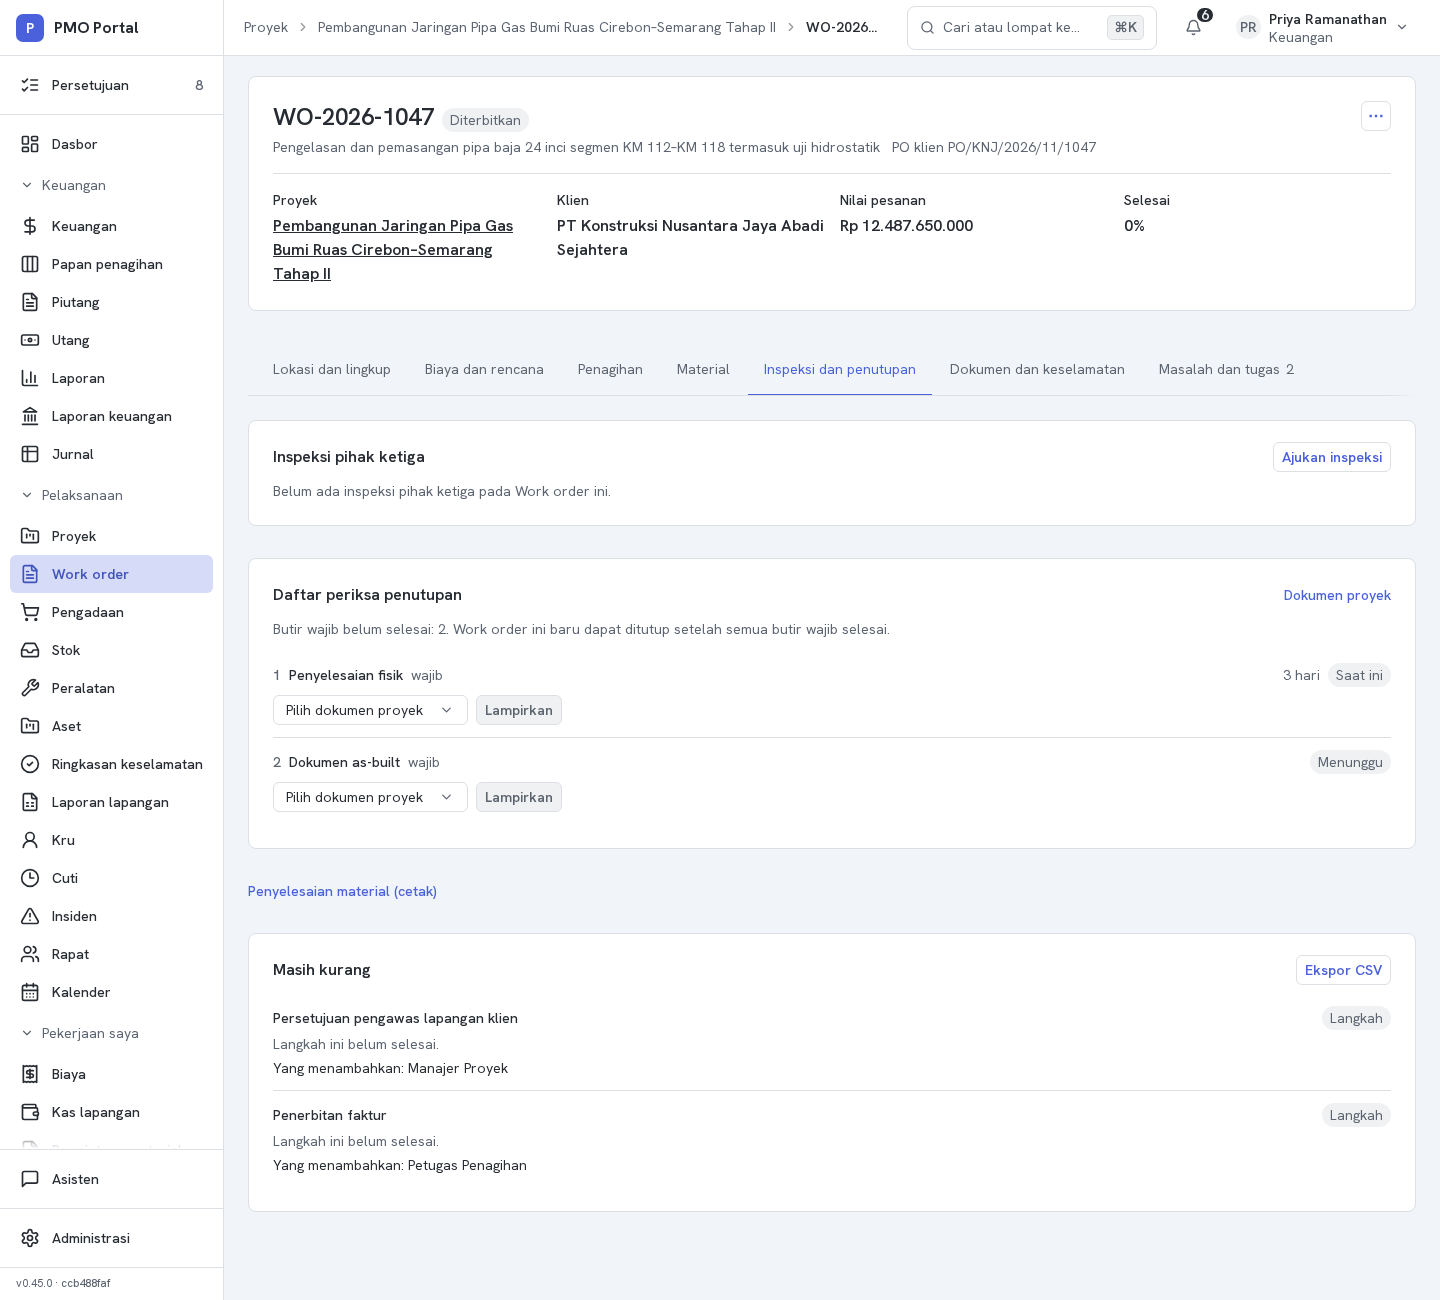 P PMO Portal
Proyek > Pembangunan Jaringan Pipa Gas Bumi Ruas Cirebon–Semarang Tahap II > WO-2026...
Cari atau lompat ke... ⌘K
6
PR Priya Ramanathan
Keuangan
Persetujuan 8
Dasbor
Keuangan
Keuangan
Papan penagihan
Piutang
Utang
Laporan
Laporan keuangan
Jurnal
Pelaksanaan
Proyek
Work order
Pengadaan
Stok
Peralatan
Aset
Ringkasan keselamatan
Laporan lapangan
Kru
Cuti
Insiden
Rapat
Kalender
Pekerjaan saya
Biaya
Kas lapangan
Asisten
Administrasi
v0.45.0 · ccb488faf
WO-2026-1047 Diterbitkan
Pengelasan dan pemasangan pipa baja 24 inci segmen KM 112–KM 118 termasuk uji hidrostatik PO klien PO/KNJ/2026/11/1047
Proyek
Pembangunan Jaringan Pipa Gas
Bumi Ruas Cirebon–Semarang
Tahap II
Klien
PT Konstruksi Nusantara Jaya Abadi
Sejahtera
Nilai pesanan
Rp 12.487.650.000
Selesai
0%
Lokasi dan lingkup Biaya dan rencana Penagihan Material Inspeksi dan penutupan Dokumen dan keselamatan Masalah dan tugas 2
Inspeksi pihak ketiga Ajukan inspeksi
Belum ada inspeksi pihak ketiga pada Work order ini.
Daftar periksa penutupan Dokumen proyek
Butir wajib belum selesai: 2. Work order ini baru dapat ditutup setelah semua butir wajib selesai.
1 Penyelesaian fisik wajib 3 hari Saat ini
Pilih dokumen proyek Lampirkan
2 Dokumen as-built wajib Menunggu
Pilih dokumen proyek Lampirkan
Penyelesaian material (cetak)
Masih kurang Ekspor CSV
Persetujuan pengawas lapangan klien Langkah
Langkah ini belum selesai.
Yang menambahkan: Manajer Proyek
Penerbitan faktur Langkah
Langkah ini belum selesai.
Yang menambahkan: Petugas Penagihan